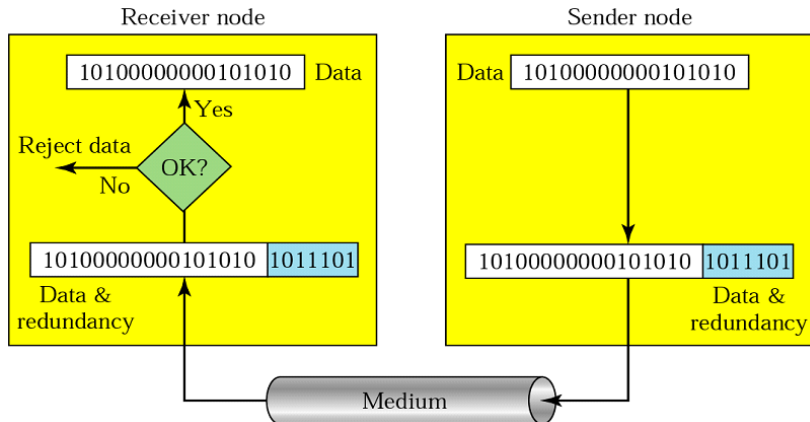 Receiver node
Sender node
10100000000101010 Data
Data 10100000000101010
Yes
Reject data
OK?
No
10100000000101010 1011101
10100000000101010 1011101
Data &
redundancy
Data &
redundancy
Medium